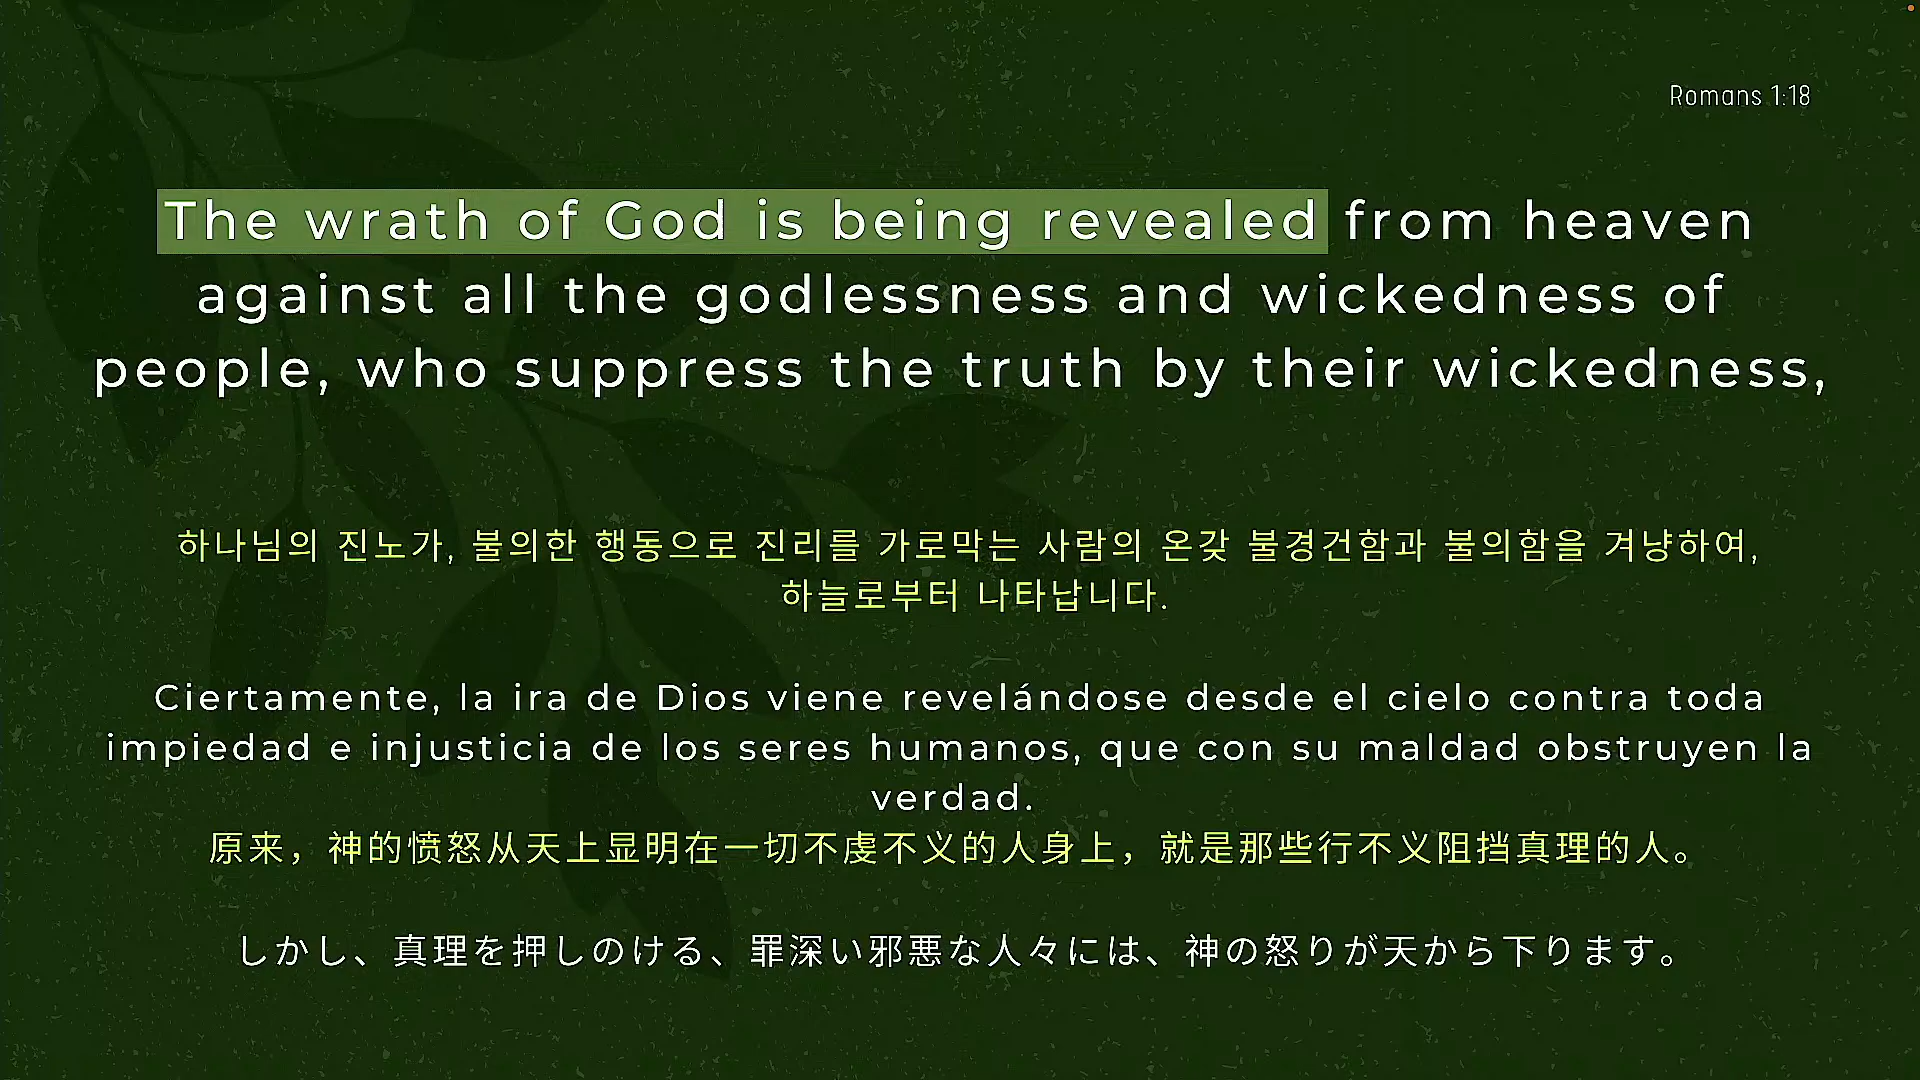 Romans 1:18
The wrath of God is being revealed from heaven
against all the godlessness and wickedness of
people, who suppress the truth by their wickedness,
하나님의 진노가, 불의한 행동으로 진리를 가로막는 사람의 온갖 불경건함과 불의함을 겨냥하여,
하늘로부터 나타납니다.
Ciertamente, la ira de Dios viene revelándose desde el cielo contra toda
impiedad e injusticia de los seres humanos, que con su maldad obstruyen la
verdad.
原来，神的愤怒从天上显明在一切不虔不义的人身上，就是那些行不义阻挡真理的人。
しかし、真理を押しのける、罪深い邪悪な人々には、神の怒りが天から下ります。